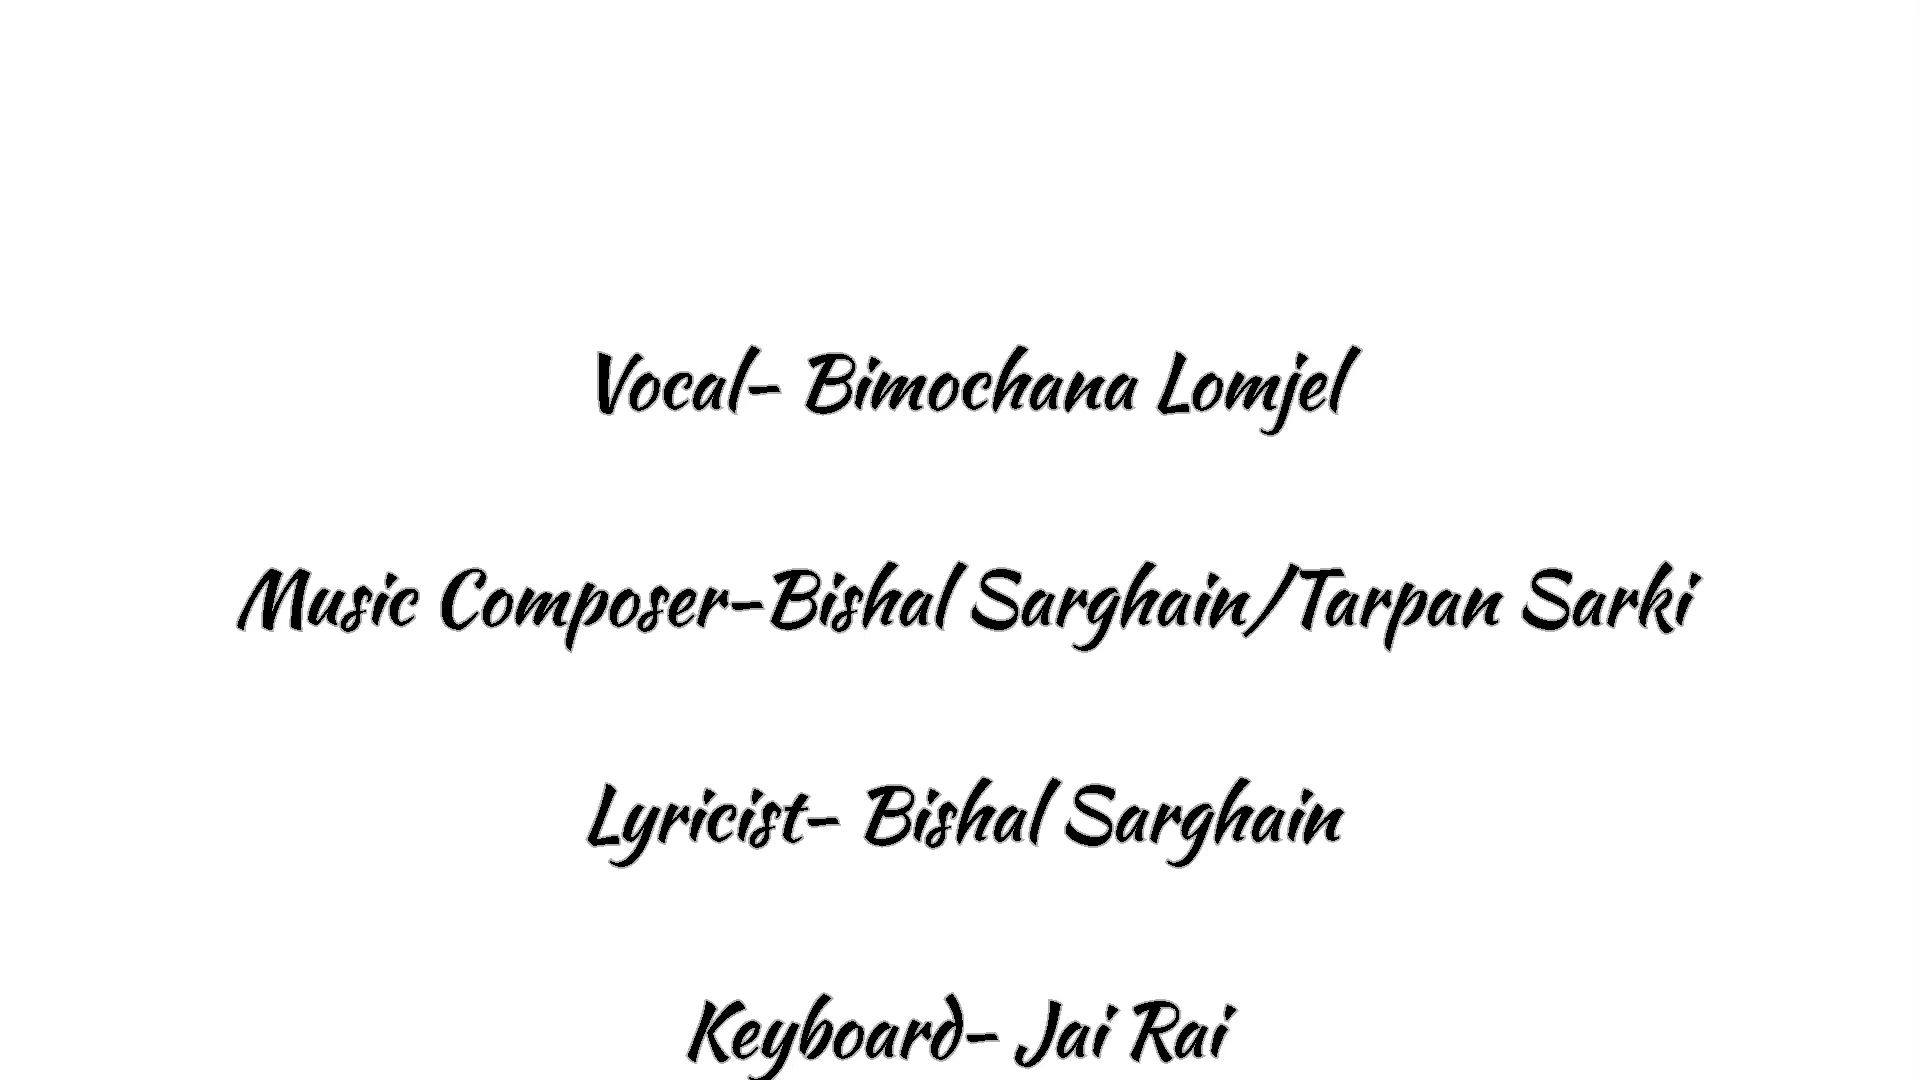 Vocal- Bimochana Lomjel
Music Composer-Bishal Sarghain/Tarpan Sarki
Lyricist- Bishal Sarghain
Keyboard- Jai Rai